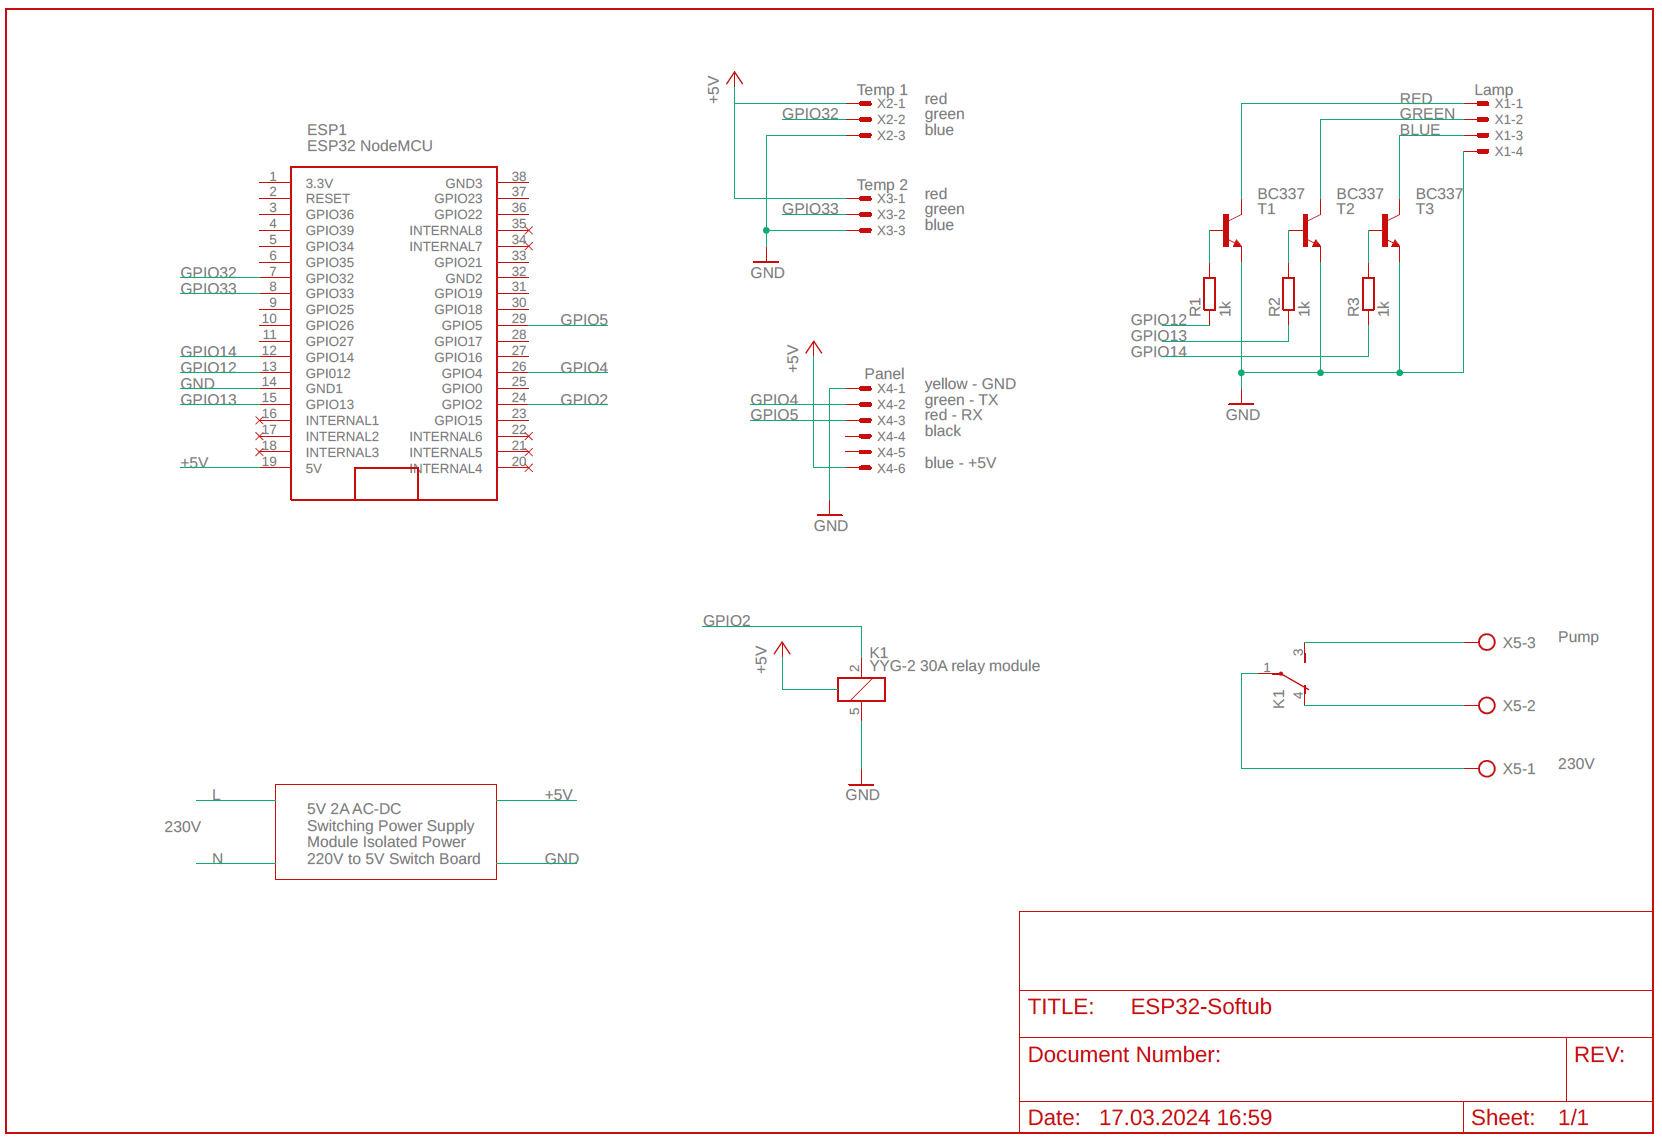 ESP1
ESP32 NodeMCU
1 3.3V GND3 38
2 RESET GPIO23 37
3 GPIO36 GPIO22 36
4 GPIO39 INTERNAL8 35
5 GPIO34 INTERNAL7 34
6 GPIO35 GPIO21 33
GPIO32 7 GPIO32 GND2 32
GPIO33 8 GPIO33 GPIO19 31
9 GPIO25 GPIO18 30
10 GPIO26 GPIO5 29 GPIO5
11 GPIO27 GPIO17 28
GPIO14 12 GPIO14 GPIO16 27
GPIO12 13 GPI012 GPIO4 26 GPIO4
GND 14 GND1 GPIO0 25
GPIO13 15 GPIO13 GPIO2 24 GPIO2
16 INTERNAL1 GPIO15 23
17 INTERNAL2 INTERNAL6 22
18 INTERNAL3 INTERNAL5 21
+5V 19 5V INTERNAL4 20
+5V
Temp 1
X2-1 red
GPIO32 X2-2 green
X2-3 blue
Temp 2
X3-1 red
GPIO33 X3-2 green
X3-3 blue
GND
+5V
Panel
X4-1 yellow - GND
GPIO4 X4-2 green - TX
GPIO5 X4-3 red - RX
X4-4 black
X4-5
X4-6 blue - +5V
GND
Lamp
RED X1-1
GREEN X1-2
BLUE X1-3
X1-4
BC337 BC337 BC337
T1 T2 T3
R1 1k R2 1k R3 1k
GPIO12
GPIO13
GPIO14
GND
GPIO2
+5V
K1
2 YYG-2 30A relay module
5
GND
3 X5-3 Pump
1
K1 4 X5-2
X5-1 230V
L +5V
230V
N GND
5V 2A AC-DC
Switching Power Supply
Module Isolated Power
220V to 5V Switch Board
TITLE: ESP32-Softub
Document Number: REV:
Date: 17.03.2024 16:59 Sheet: 1/1